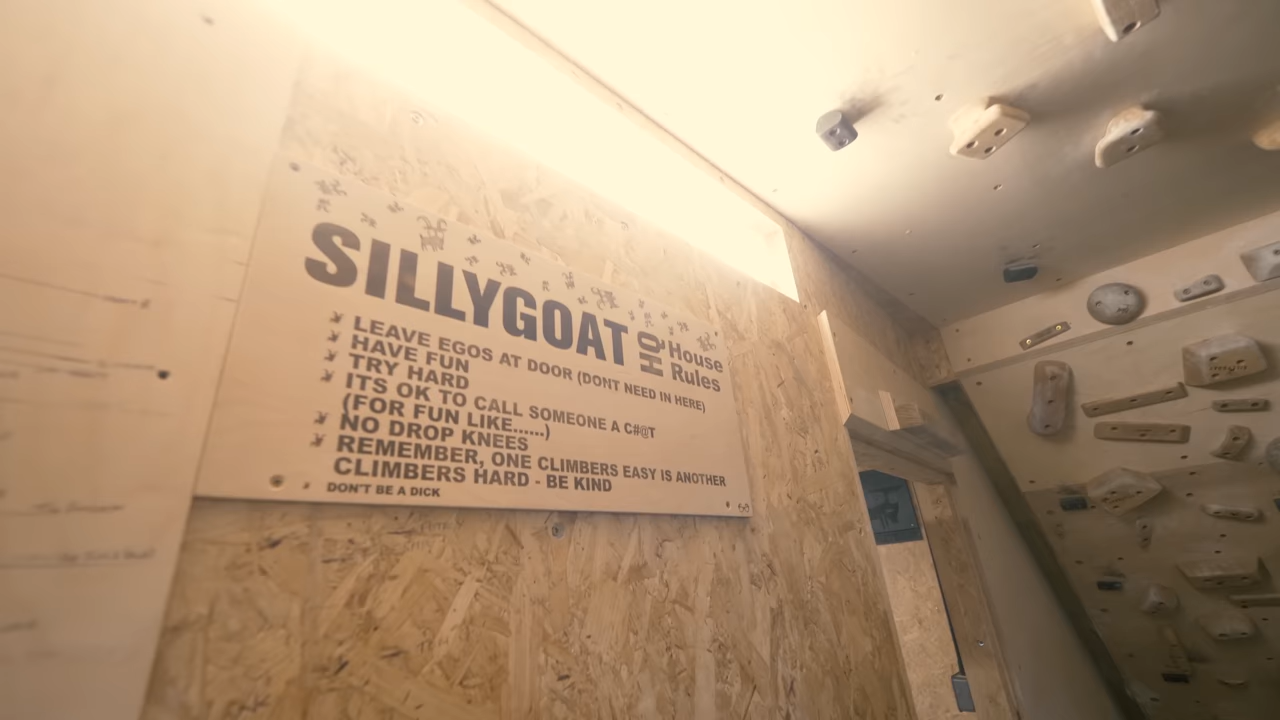 SILLYGOAT HQ House Rules
LEAVE EGOS AT DOOR (DONT NEED IN HERE)
HAVE FUN
TRY HARD
ITS OK TO CALL SOMEONE A C#@T
(FOR FUN LIKE......)
NO DROP KNEES
REMEMBER, ONE CLIMBERS EASY IS ANOTHER
CLIMBERS HARD - BE KIND
DON'T BE A DICK